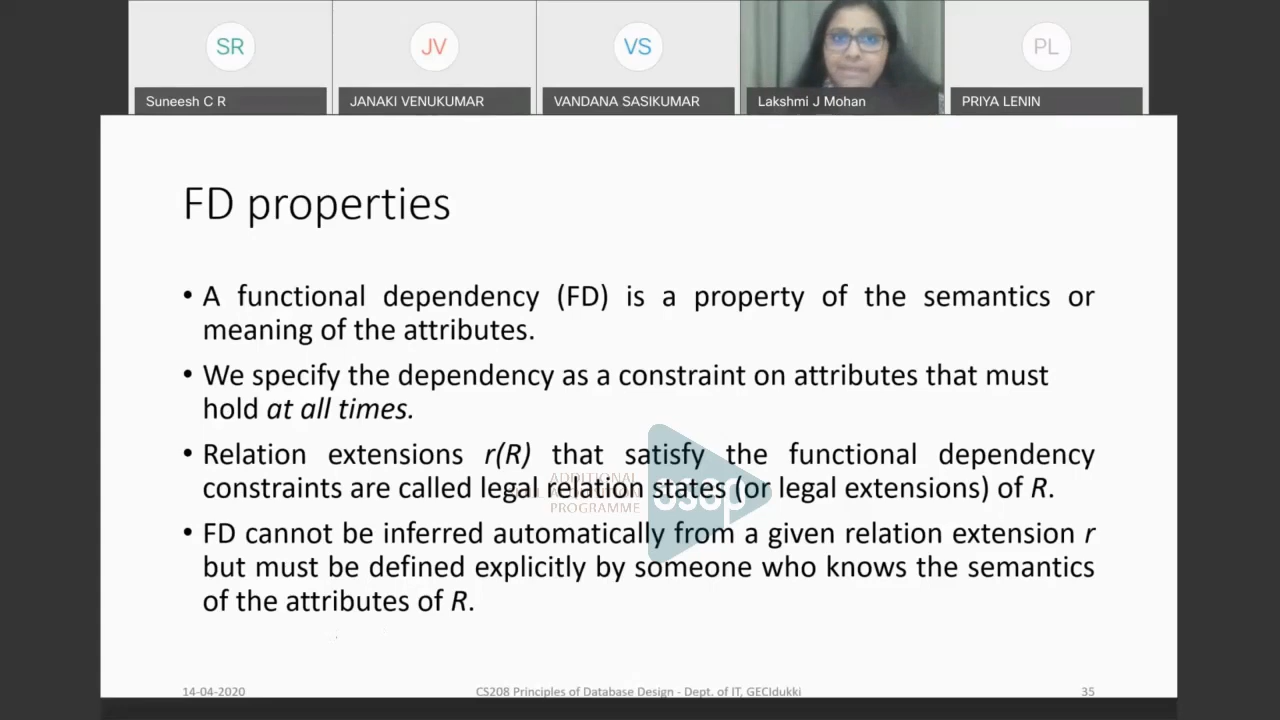 SR
JV
VS
PL
Suneesh C R
JANAKI VENUKUMAR
VANDANA SASIKUMAR
Lakshmi J Mohan
PRIYA LENIN
FD properties
• A functional dependency (FD) is a property of the semantics or
meaning of the attributes.
• We specify the dependency as a constraint on attributes that must
hold at all times.
• Relation extensions r(R) that satisfy the functional dependency
constraints are called legal relation states (or legal extensions) of R.
• FD cannot be inferred automatically from a given relation extension r
but must be defined explicitly by someone who knows the semantics
of the attributes of R.
ADDITIONAL
PROGRAMME
asap
14-04-2020
CS208 Principles of Database Design - Dept. of IT, GECIdukki
35